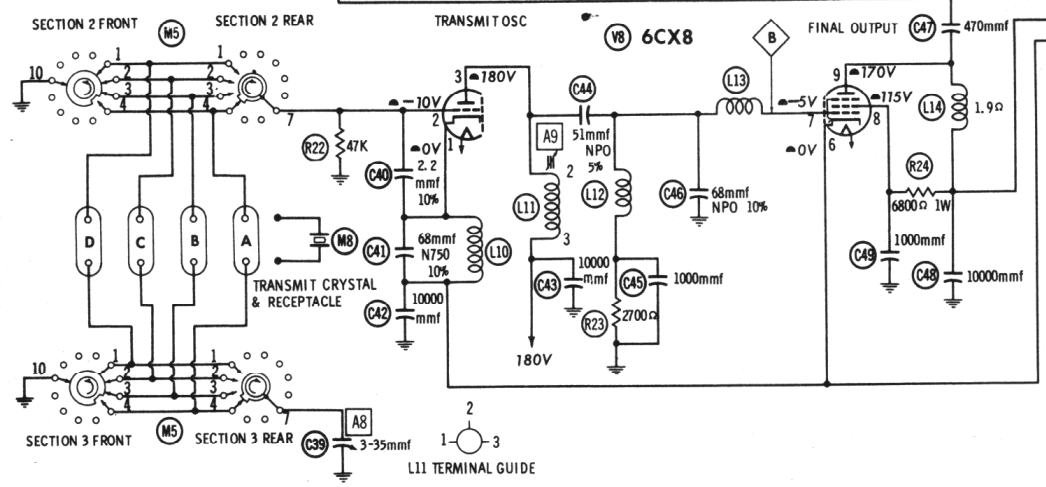 SECTION 2 FRONT
M5
SECTION 2 REAR
TRANSMIT OSC
V8 6CX8
B
FINAL OUTPUT
C47
470mmf
10
1
2
3
4
1
2
3
4
7
3
180V
-10V
2
0V
1
R22
47K
C40
2.2
mmf
10%
C44
51mmf
NPO
5%
A9
L13
-5V
7
0V
6
9
170V
115V
8
L14
1.9Ω
R24
6800Ω 1W
D
C
B
A
M8
TRANSMIT CRYSTAL
& RECEPTACLE
C41
68mmf
N750
10%
L10
C42
10000
mmf
L11
2
3
L12
C46
68mmf
NPO 10%
C43
10000
mmf
C45
1000mmf
R23
2700Ω
180V
C49
1000mmf
C48
10000mmf
10
1
2
3
4
1
2
3
4
7
SECTION 3 FRONT
M5
SECTION 3 REAR
A8
C39
3-35mmf
2
1
3
L11 TERMINAL GUIDE